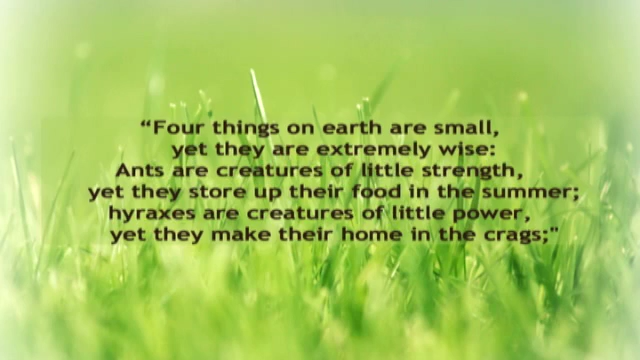 “Four things on earth are small,
yet they are extremely wise:
Ants are creatures of little strength,
yet they store up their food in the summer;
hyraxes are creatures of little power,
yet they make their home in the crags;"